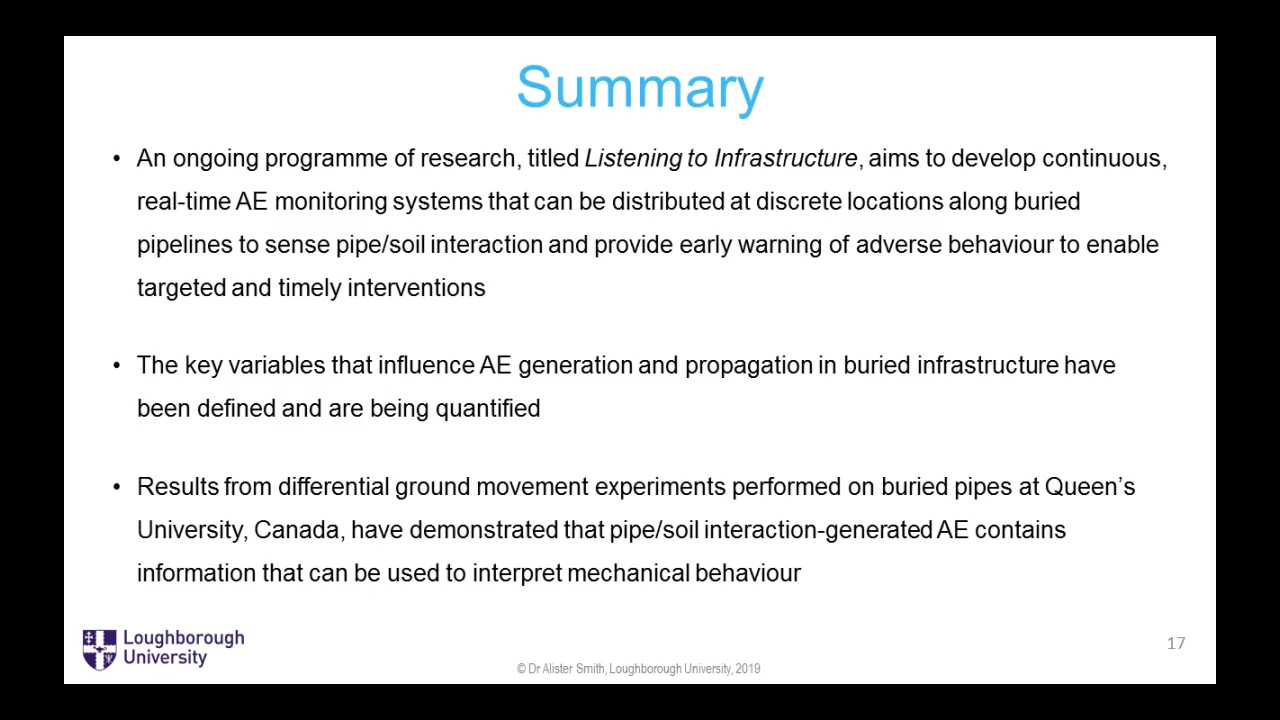 Summary
• An ongoing programme of research, titled Listening to Infrastructure, aims to develop continuous,
real-time AE monitoring systems that can be distributed at discrete locations along buried
pipelines to sense pipe/soil interaction and provide early warning of adverse behaviour to enable
targeted and timely interventions
• The key variables that influence AE generation and propagation in buried infrastructure have
been defined and are being quantified
• Results from differential ground movement experiments performed on buried pipes at Queen’s
University, Canada, have demonstrated that pipe/soil interaction-generated AE contains
information that can be used to interpret mechanical behaviour
Loughborough
University
17
© Dr Alister Smith, Loughborough University, 2019